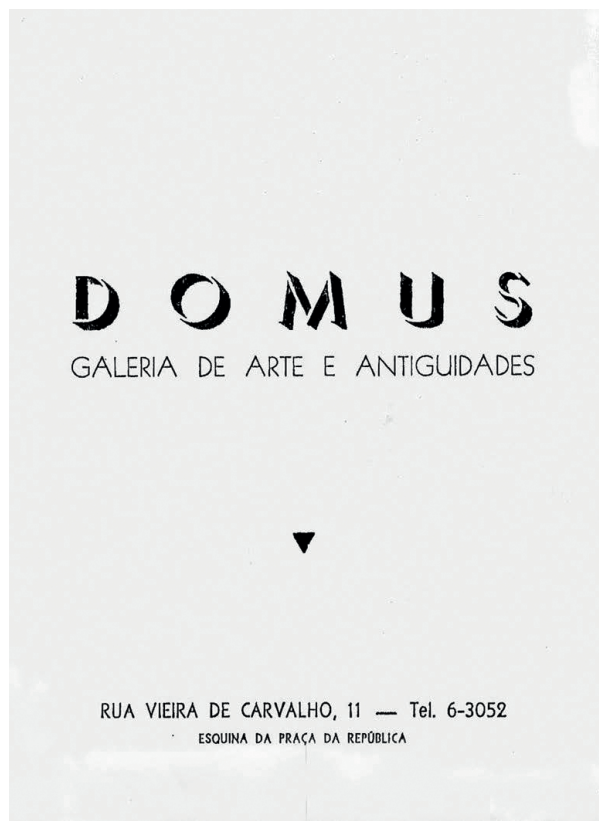 DOMUS
GALERIA DE ARTE E ANTIGUIDADES
RUA VIEIRA DE CARVALHO, 11 — Tel. 6-3052
ESQUINA DA PRAÇA DA REPÚBLICA